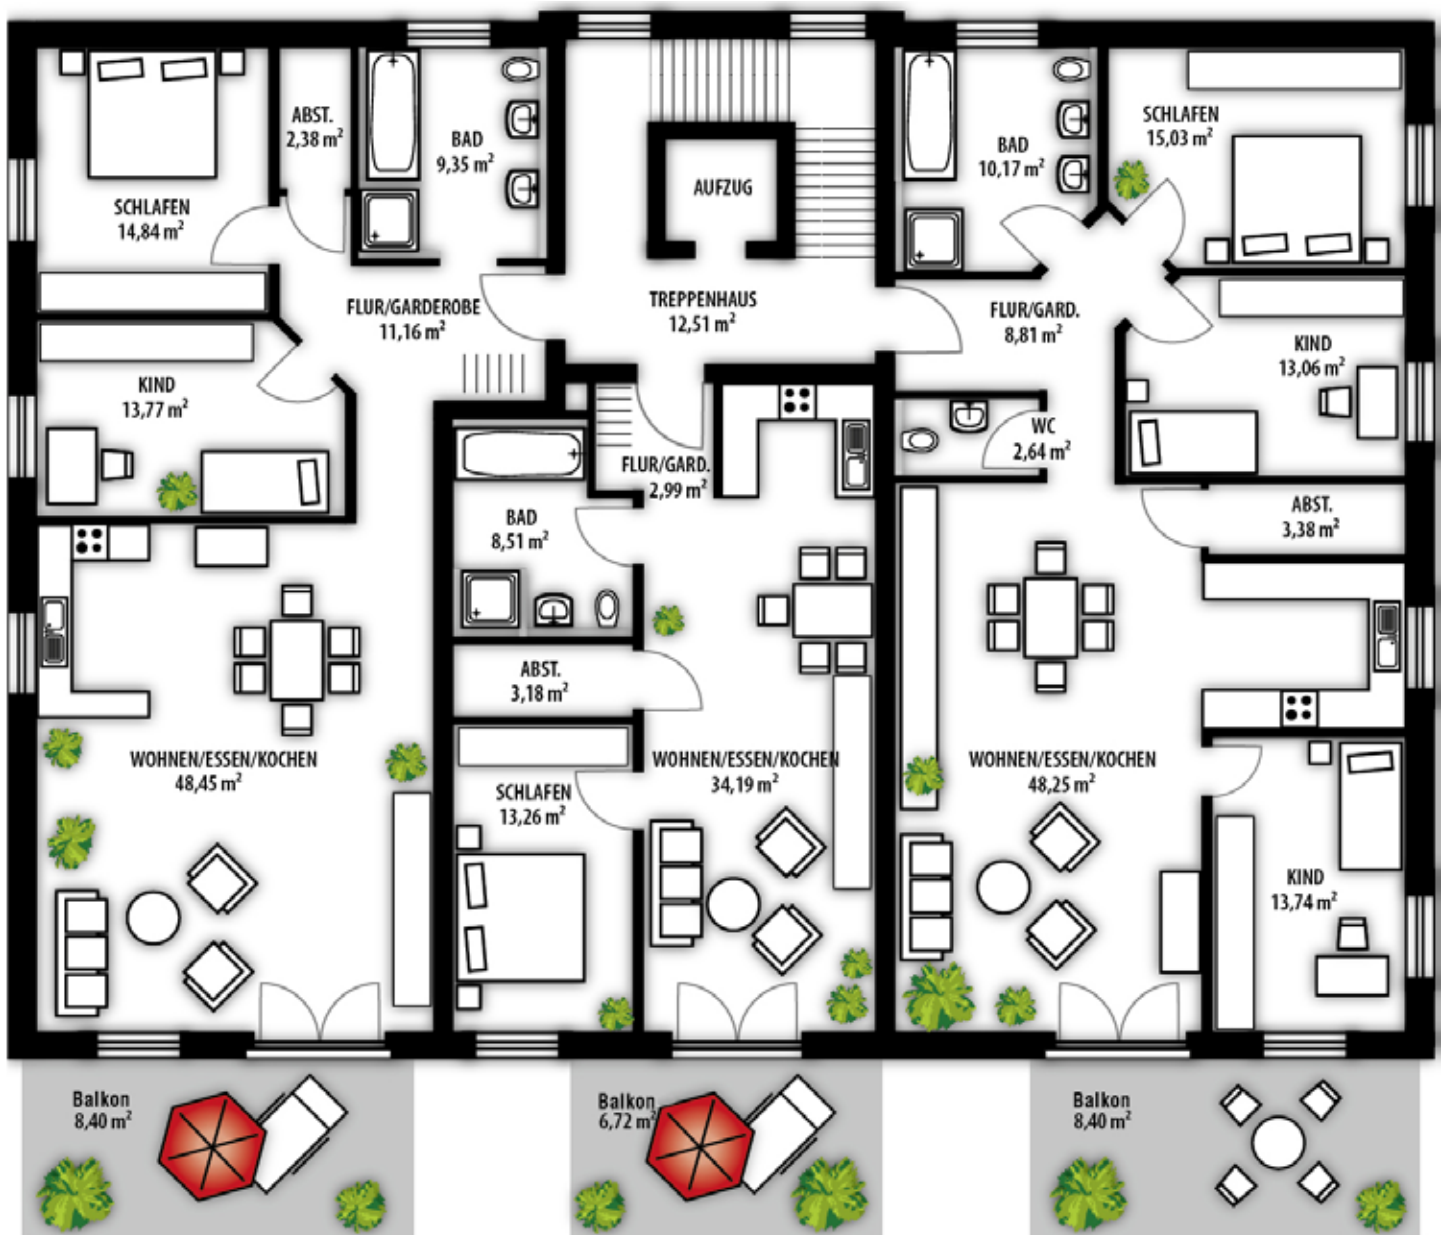 ABST.
2,38 m²
BAD
9,35 m²
SCHLAFEN
14,84 m²
AUFZUG
BAD
10,17 m²
SCHLAFEN
15,03 m²
FLUR/GARDEROBE
11,16 m²
TREPPENHAUS
12,51 m²
FLUR/GARD.
8,81 m²
KIND
13,06 m²
KIND
13,77 m²
WC
2,64 m²
FLUR/GARD.
2,99 m²
BAD
8,51 m²
ABST.
3,38 m²
ABST.
3,18 m²
WOHNEN/ESSEN/KOCHEN
48,45 m²
WOHNEN/ESSEN/KOCHEN
34,19 m²
WOHNEN/ESSEN/KOCHEN
48,25 m²
SCHLAFEN
13,26 m²
KIND
13,74 m²
Balkon
8,40 m²
Balkon
6,72 m²
Balkon
8,40 m²